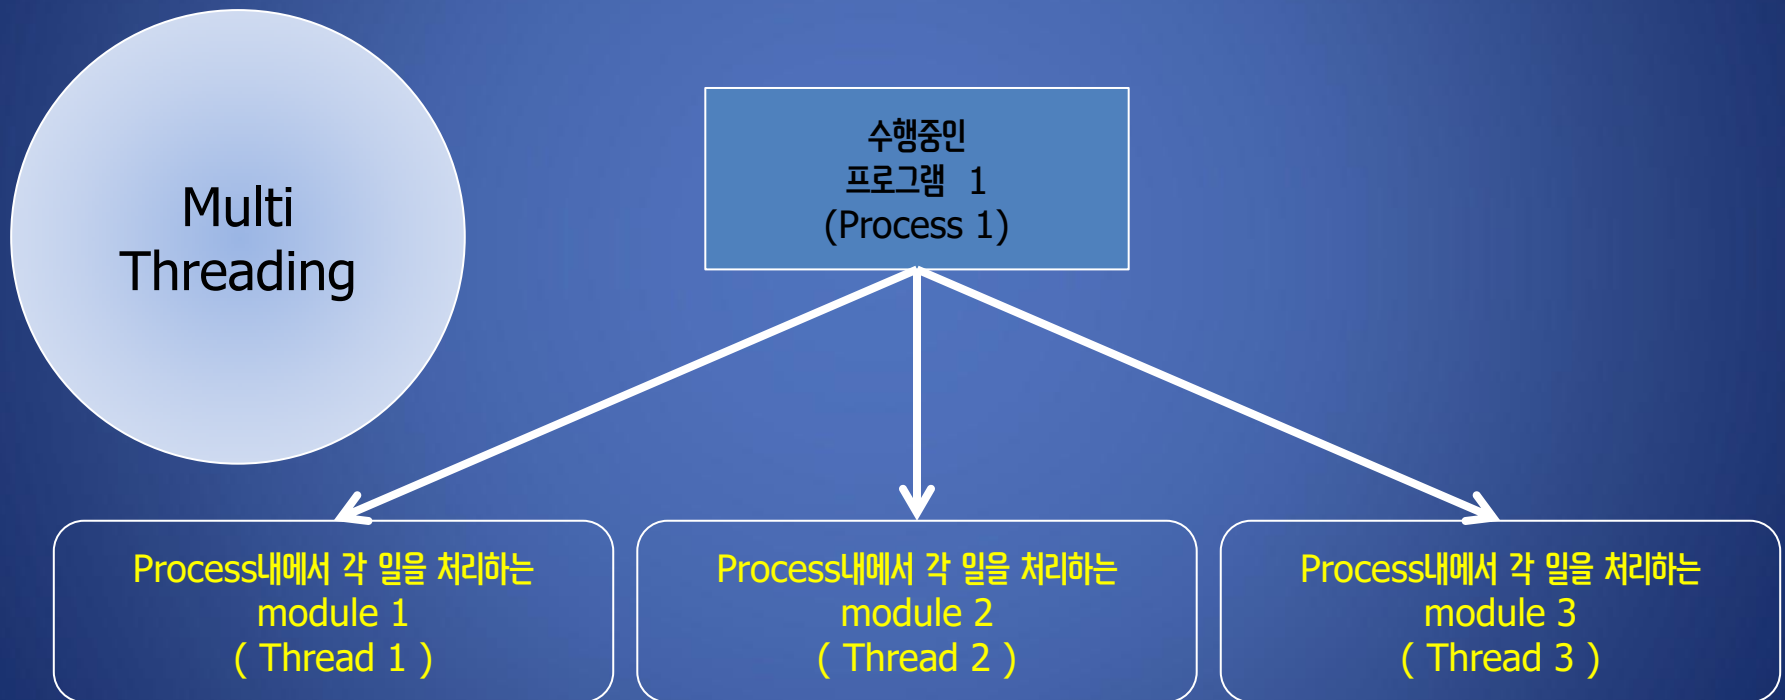 Multi
Threading
수행중인
프로그램 1
(Process 1)
Process내에서 각 일을 처리하는
module 1
( Thread 1 )
Process내에서 각 일을 처리하는
module 2
( Thread 2 )
Process내에서 각 일을 처리하는
module 3
( Thread 3 )